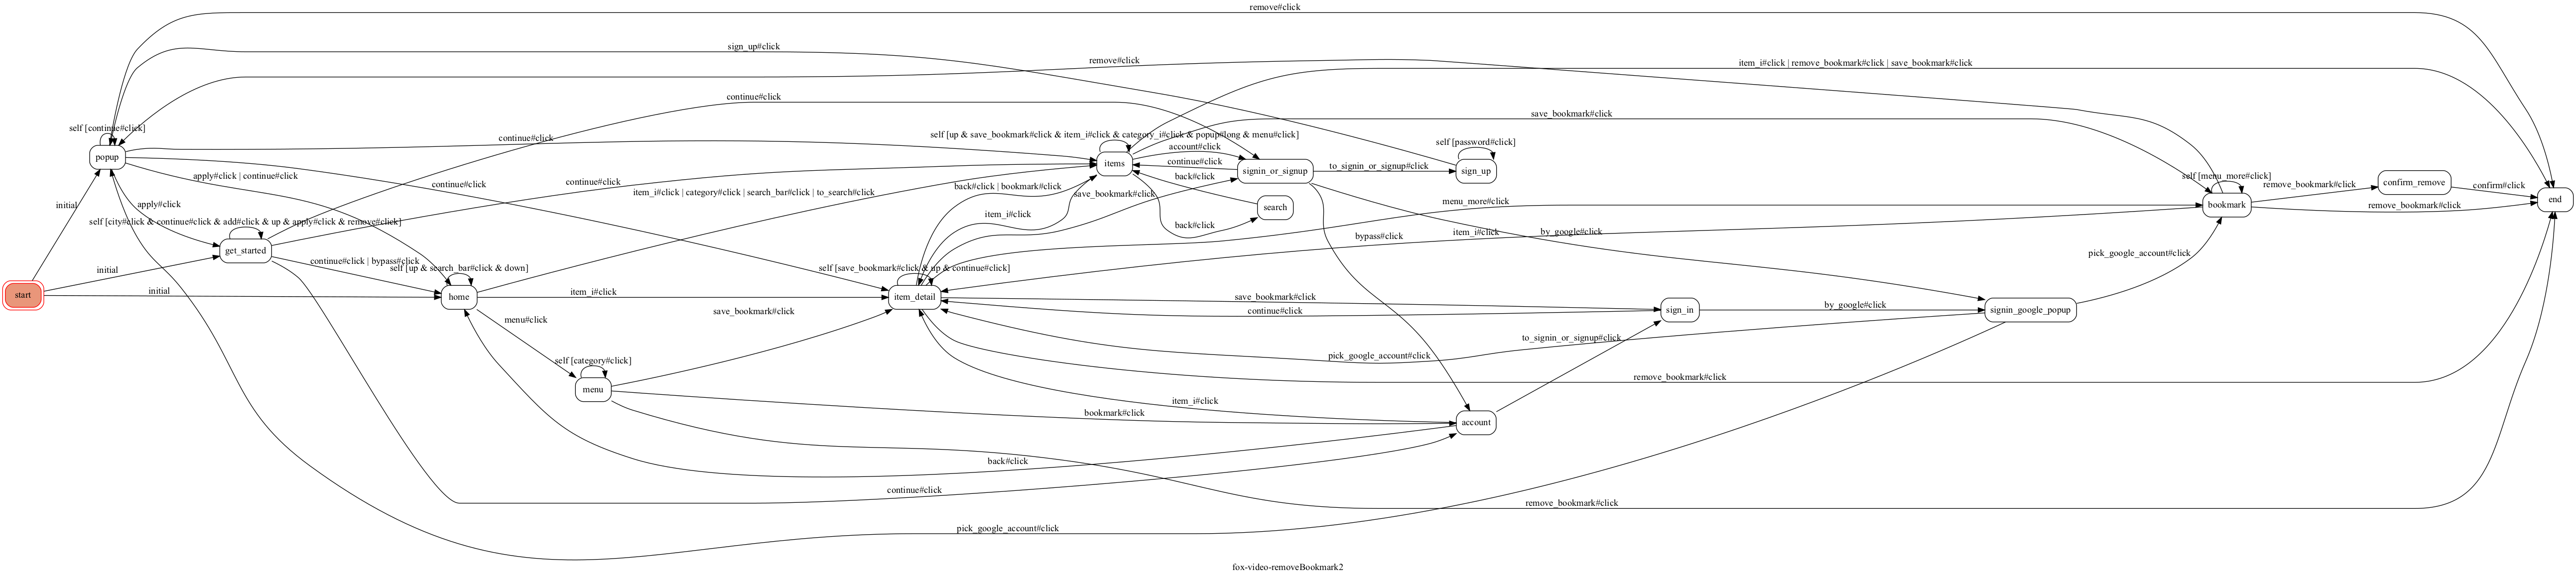 remove#click
sign_up#click
remove#click
item_i#click | remove_bookmark#click | save_bookmark#click
continue#click
save_bookmark#click
self [continue#click]
continue#click
self [up & save_bookmark#click & item_i#click & category_i#click & popup#long & menu#click]
self [password#click]
account#click
popup
items
continue#click
signin_or_signup
to_signin_or_signup#click
sign_up
apply#click | continue#click
continue#click
continue#click
back#click
self [menu_more#click]
remove_bookmark#click
confirm_remove
confirm#click
item_i#click | category#click | search_bar#click | to_search#click
back#click | bookmark#click
save_bookmark#click
initial
apply#click
item_i#click
search
menu_more#click
bookmark
remove_bookmark#click
end
self [city#click & continue#click & add#click & up & apply#click & remove#click]
back#click
bypass#click
item_i#click
by_google#click
get_started
continue#click | bypass#click
self [up & search_bar#click & down]
self [save_bookmark#click & up & continue#click]
pick_google_account#click
initial
start
initial
home
item_i#click
item_detail
save_bookmark#click
continue#click
sign_in
by_google#click
signin_google_popup
menu#click
save_bookmark#click
to_signin_or_signup#click
self [category#click]
pick_google_account#click
menu
remove_bookmark#click
item_i#click
bookmark#click
account
back#click
continue#click
remove_bookmark#click
pick_google_account#click
fox-video-removeBookmark2